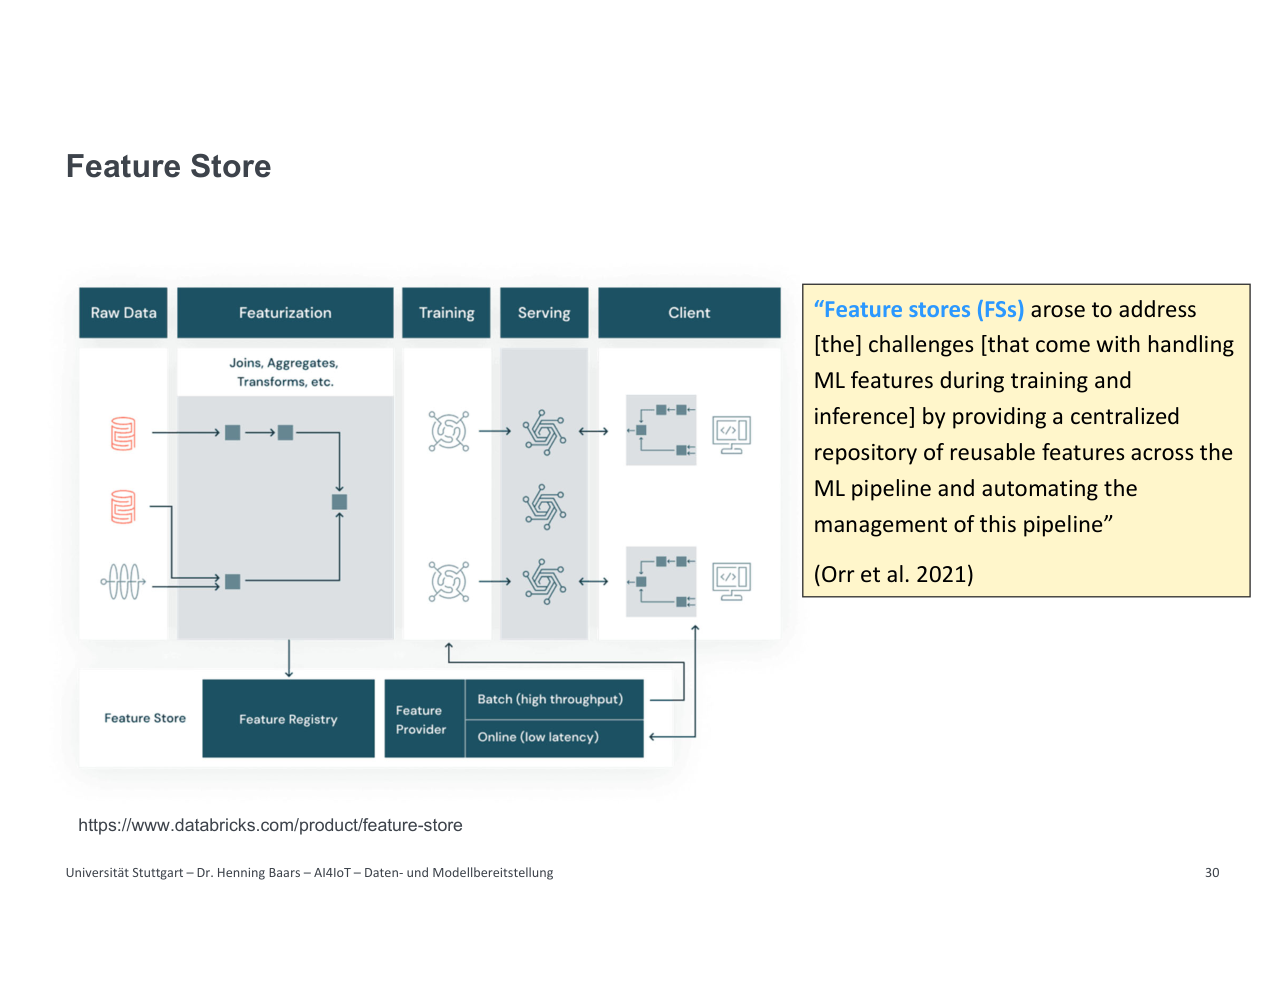 Feature Store
Raw Data
Featurization
Training
Serving
Client
Joins, Aggregates,
Transforms, etc.
Feature Store
Feature Registry
Feature
Provider
Batch (high throughput)
Online (low latency)
“Feature stores (FSs) arose to address
[the] challenges [that come with handling
ML features during training and
inference] by providing a centralized
repository of reusable features across the
ML pipeline and automating the
management of this pipeline”
(Orr et al. 2021)
https://www.databricks.com/product/feature-store
Universität Stuttgart – Dr. Henning Baars – AI4IoT – Daten- und Modellbereitstellung
30